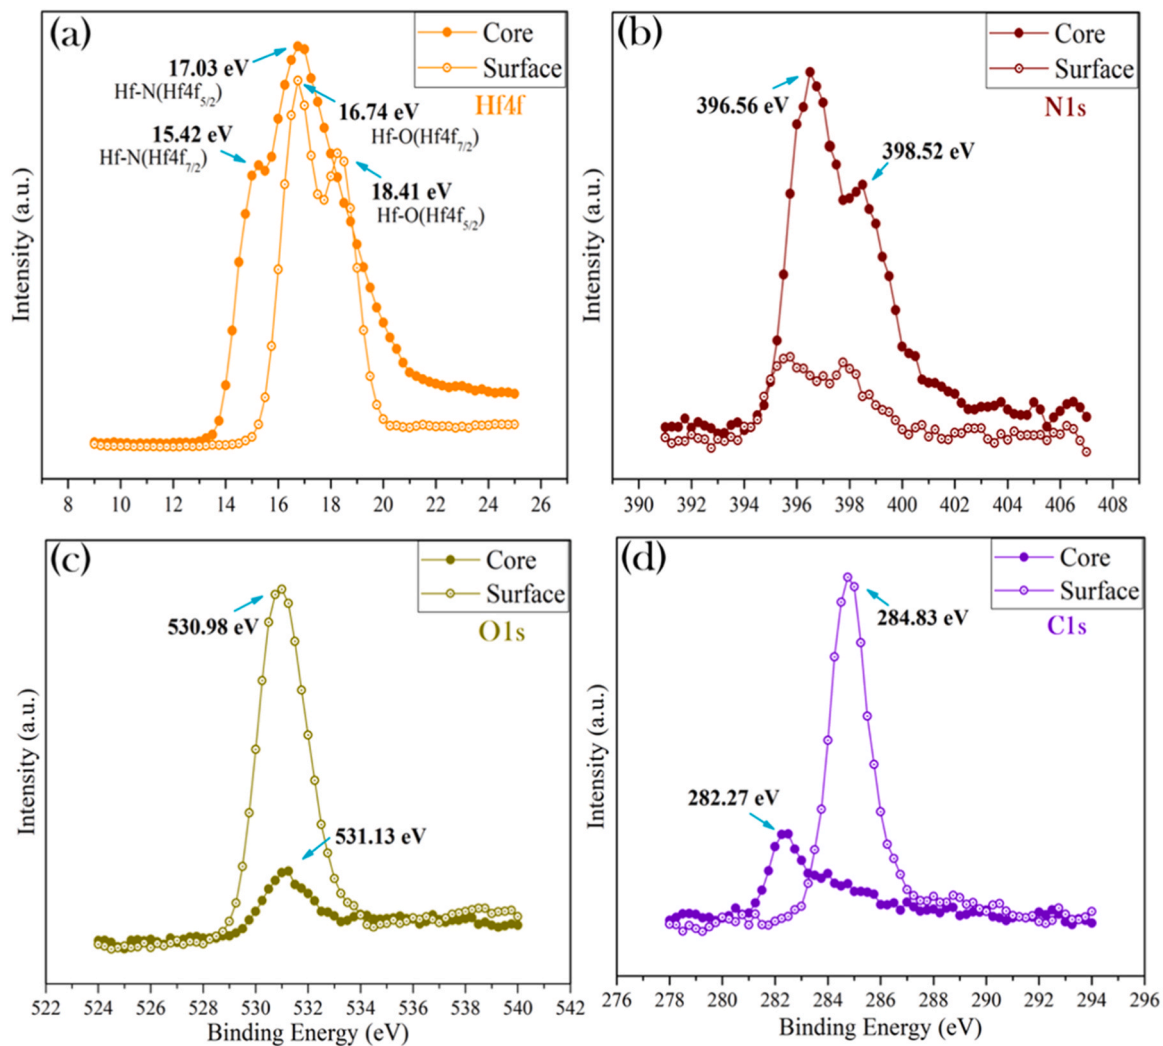 (a)
Core
Surface
Hf4f
17.03 eV
Hf-N(Hf4f5/2)
15.42 eV
Hf-N(Hf4f7/2)
16.74 eV
Hf-O(Hf4f7/2)
18.41 eV
Hf-O(Hf4f5/2)
Intensity (a.u.)
8 10 12 14 16 18 20 22 24 26
(b)
Core
Surface
N1s
396.56 eV
398.52 eV
Intensity (a.u.)
390 392 394 396 398 400 402 404 406 408
(c)
Core
Surface
O1s
530.98 eV
531.13 eV
Intensity (a.u.)
522 524 526 528 530 532 534 536 538 540 542
Binding Energy (eV)
(d)
Core
Surface
C1s
284.83 eV
282.27 eV
Intensity (a.u.)
276 278 280 282 284 286 288 290 292 294 296
Binding Energy (eV)